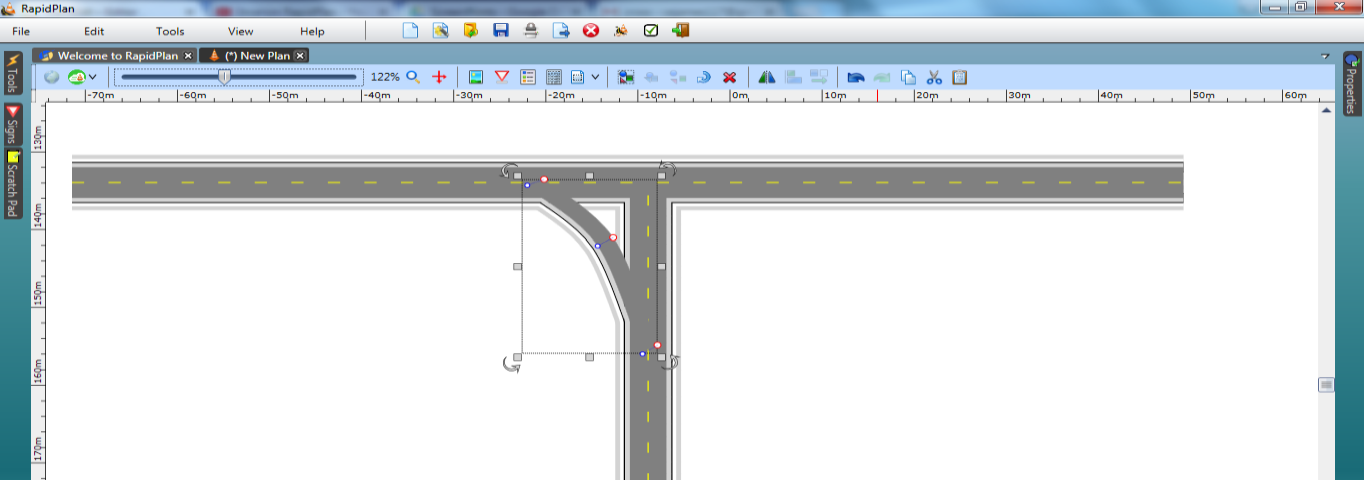 RapidPlan
File Edit Tools View Help
Welcome to RapidPlan (*) New Plan
122%
-70m -60m -50m -40m -30m -20m -10m 0m 10m 20m 30m 40m 50m 60m
Tools
Signs
Scratch Pad
130m
140m
150m
160m
170m
Properties